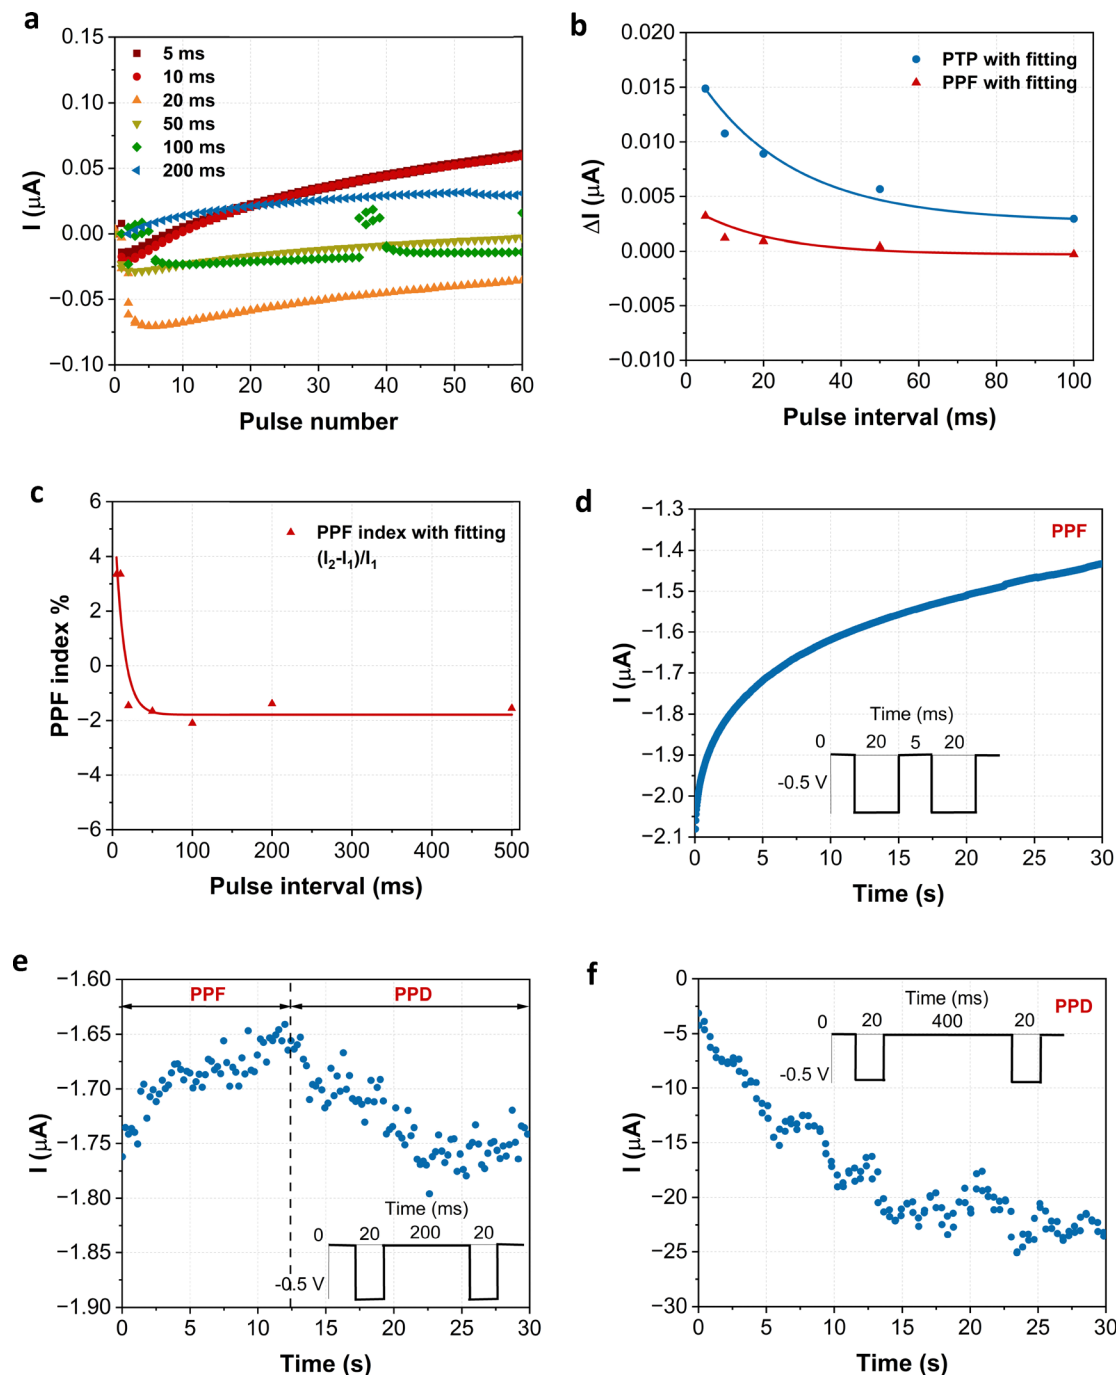 a
0.15
0.10
0.05
0.00
−0.05
−0.10
I (μA)
5 ms
10 ms
20 ms
50 ms
100 ms
200 ms
0 10 20 30 40 50 60
Pulse number
b
0.020
0.015
0.010
0.005
0.000
−0.005
−0.010
ΔI (μA)
PTP with fitting
PPF with fitting
0 20 40 60 80 100
Pulse interval (ms)
c
6
4
2
0
−2
−4
−6
PPF index %
PPF index with fitting
(I₂-I₁)/I₁
0 100 200 300 400 500
Pulse interval (ms)
d
−1.3
−1.4
−1.5
−1.6
−1.7
−1.8
−1.9
−2.0
−2.1
I (μA)
PPF
Time (ms)
0 20 5 20
-0.5 V
0 5 10 15 20 25 30
Time (s)
e
−1.60
−1.65
−1.70
−1.75
−1.80
−1.85
−1.90
I (μA)
PPF PPD
Time (ms)
0 20 200 20
-0.5 V
0 5 10 15 20 25 30
Time (s)
f
0
−5
−10
−15
−20
−25
−30
I (μA)
Time (ms)
PPD
0 20 400 20
-0.5 V
0 5 10 15 20 25 30
Time (s)